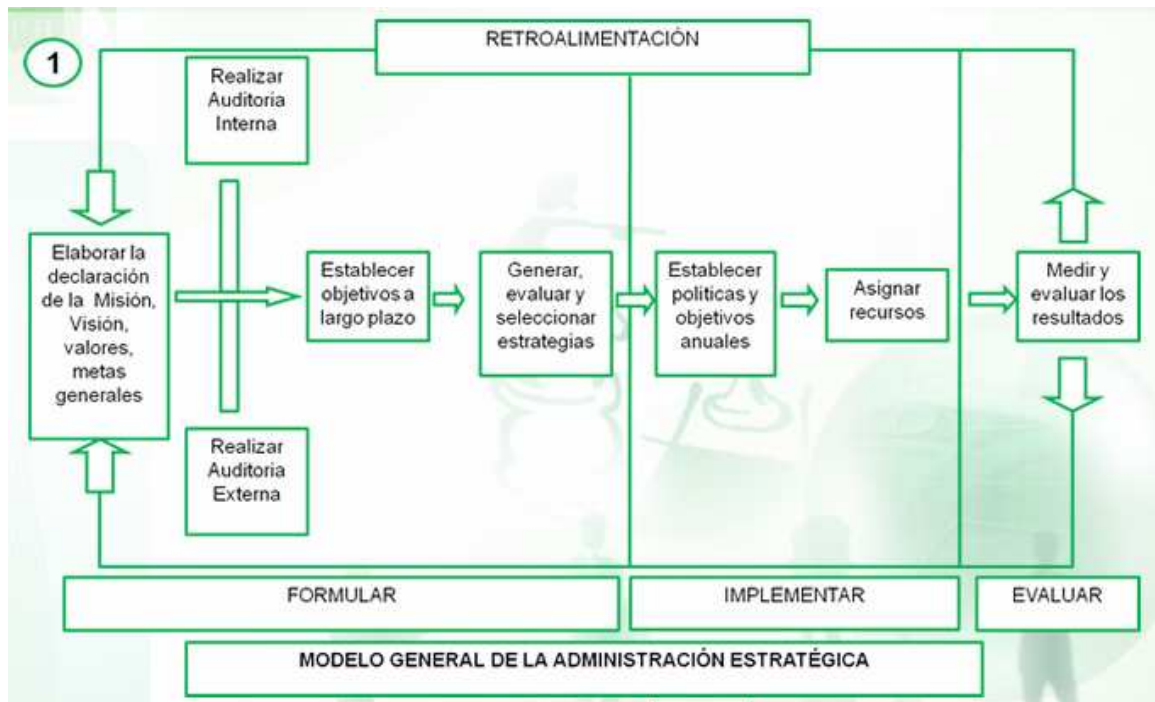 RETROALIMENTACIÓN
1
Realizar
Auditoria
Interna
Elaborar la
declaración
de la Misión,
Visión,
valores,
metas
generales
Establecer
objetivos a
largo plazo
Generar,
evaluar y
seleccionar
estrategias
Establecer
politicas y
objetivos
anuales
Asignar
recursos
Medir y
evaluar los
resultados
Realizar
Auditoria
Externa
FORMULAR
IMPLEMENTAR
EVALUAR
MODELO GENERAL DE LA ADMINISTRACIÓN ESTRATÉGICA